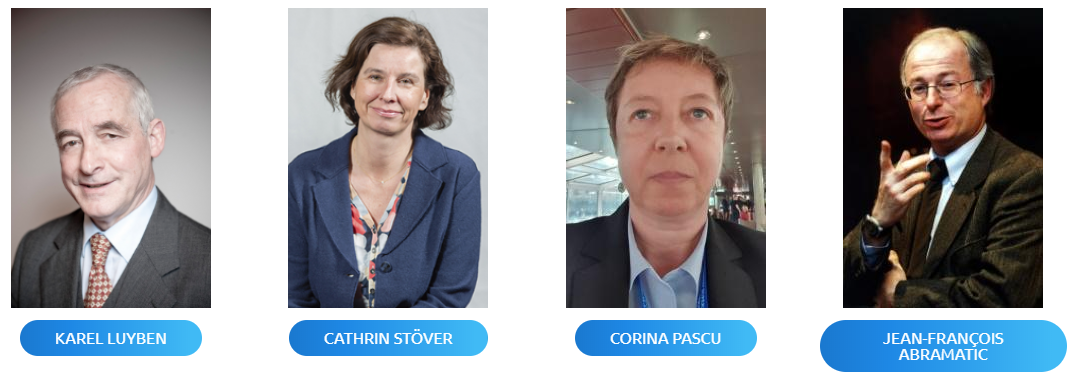 KAREL LUYBEN
CATHRIN STÖVER
CORINA PASCU
JEAN-FRANÇOIS
ABRAMATIC